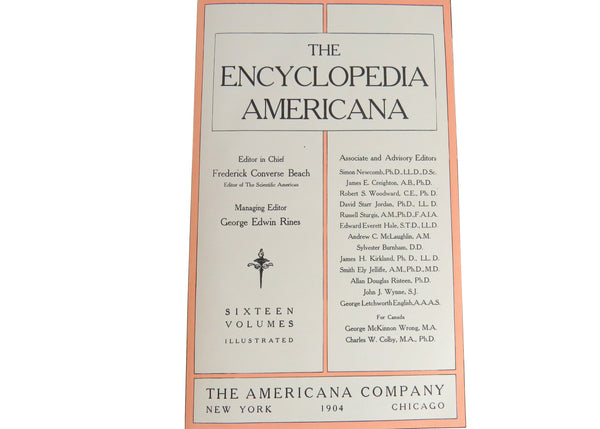 THE
ENCYCLOPEDIA
AMERICANA
Editor in Chief
Frederick Converse Beach
Editor of The Scientific American
Managing Editor
George Edwin Rines
SIXTEEN
VOLUMES
ILLUSTRATED
Associate and Advisory Editors
Simon Newcomb, Ph.D., LL.D., D.Sc.
James E. Creighton, A.B., Ph.D.
Robert S. Woodward, C.E., Ph. D.
David Starr Jordan, Ph.D., LL. D.
Russell Sturgis, A.M., Ph.D., F.A.I.A.
Edward Everett Hale, S.T.D., LL.D.
Andrew C. McLaughlin, A.M.
Sylvester Burnham, D.D.
James H. Kirkland, Ph. D., LL. D.
Smith Ely Jelliffe, A.M., Ph.D., M.D.
Allan Douglas Risteen, Ph.D.
John J. Wynne, S.J.
George Letchworth English, A.A.A.S.
For Canada
George McKinnon Wrong, M.A.
Charles W. Colby, M.A., Ph.D.
THE AMERICANA COMPANY
NEW YORK 1904 CHICAGO